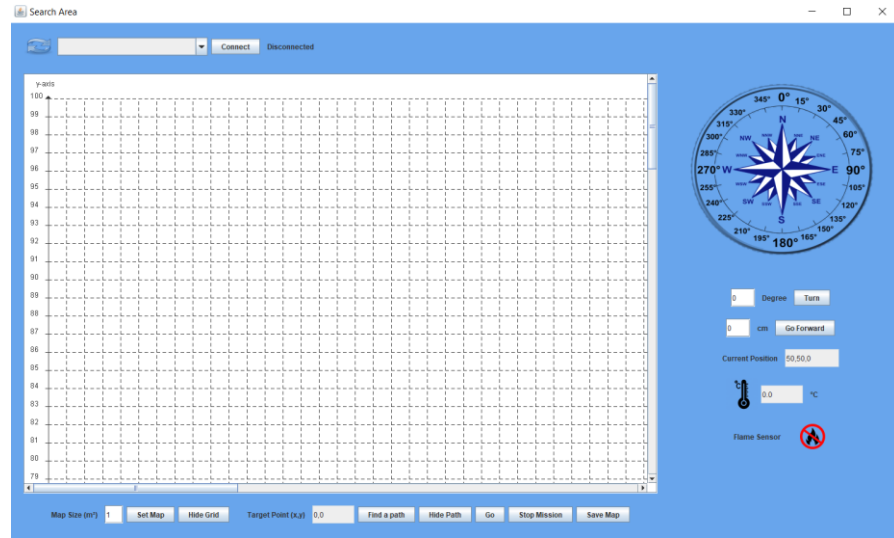 Search Area
Connect Disconnected
y-axis
100
99
98
97
96
95
94
93
92
91
90
89
88
87
86
85
84
83
82
81
80
79
0° 15° 30° 45° 60° 75° 90° 105° 120° 135° 150° 165° 180° 195° 210° 225° 240° 255° 270° 285° 300° 315° 330° 345°
N NE E SE S SW W NW
0 Degree Turn
0 cm Go Forward
Current Position 50,50,0
°C 0.0 °C
Flame Sensor
Map Size (m²) 1 Set Map Hide Grid Target Point (x,y) 0,0 Find a path Hide Path Go Stop Mission Save Map